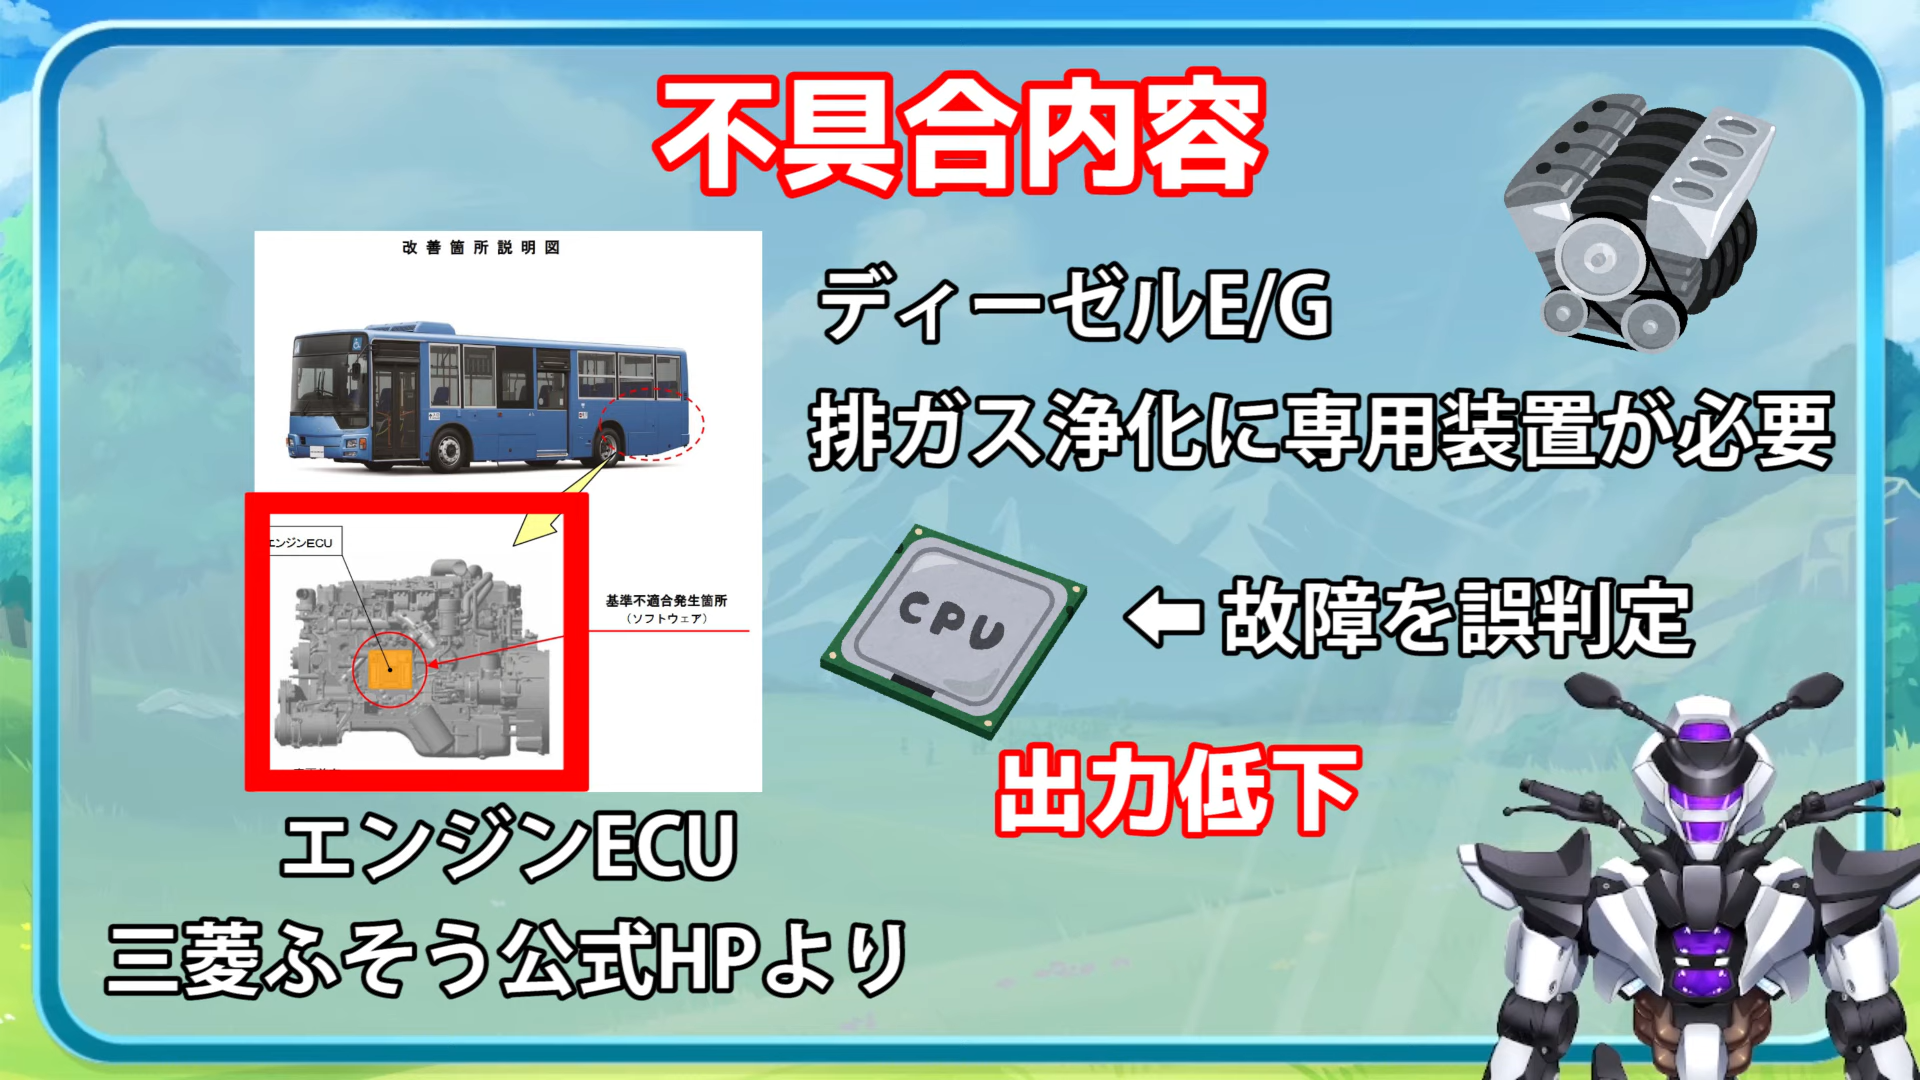 不具合内容
改善箇所説明図
ディーゼルE/G
排ガス浄化に専用装置が必要
エンジンECU
基準不適合発生箇所
（ソフトウェア）
CPU
⬅故障を誤判定
出力低下
エンジンECU
三菱ふそう公式HPより